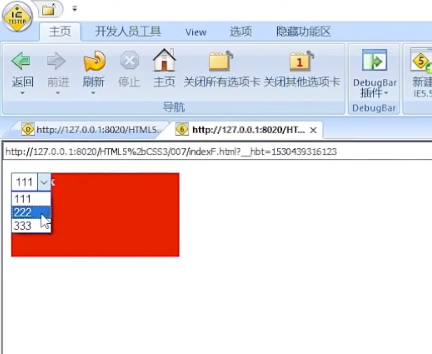 IE
TESTER
主页 开发人员工具 View 选项 隐藏功能区
返回 前进 刷新 停止 主页 关闭所有选项卡 关闭其他选项卡 DebugBar 插件 新建 IE5.5
导航 DebugBar
http://127.0.0.1:8020/HTML5... http://127.0.0.1:8020/HT...
http://127.0.0.1:8020/HTML5%2bCSS3/007/indexF.html?__hbt=1530439316123
111
111
222
333